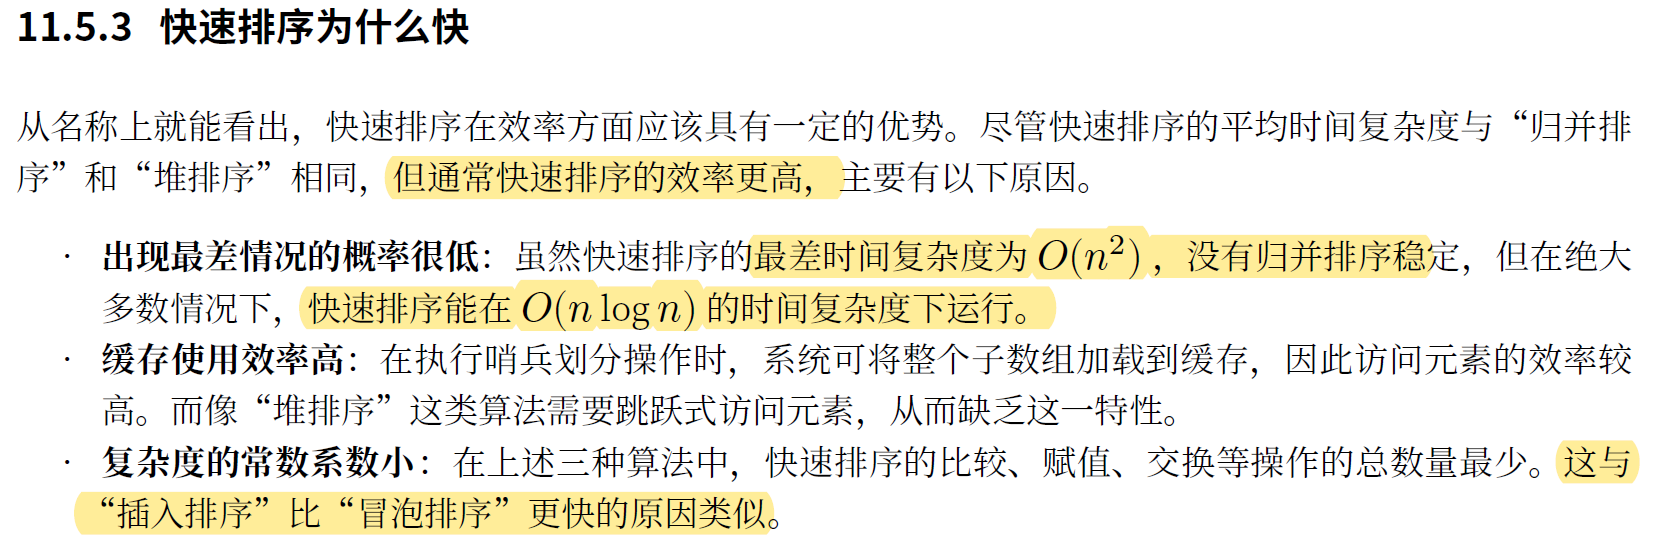 11.5.3 快速排序为什么快
从名称上就能看出，快速排序在效率方面应该具有一定的优势。尽管快速排序的平均时间复杂度与“归并排
序”和“堆排序”相同，但通常快速排序的效率更高，主要有以下原因。
· 出现最差情况的概率很低：虽然快速排序的最差时间复杂度为 O(n²)，没有归并排序稳定，但在绝大
多数情况下，快速排序能在 O(n log n) 的时间复杂度下运行。
· 缓存使用效率高：在执行哨兵划分操作时，系统可将整个子数组加载到缓存，因此访问元素的效率较
高。而像“堆排序”这类算法需要跳跃式访问元素，从而缺乏这一特性。
· 复杂度的常数系数小：在上述三种算法中，快速排序的比较、赋值、交换等操作的总数量最少。这与
“插入排序”比“冒泡排序”更快的原因类似。